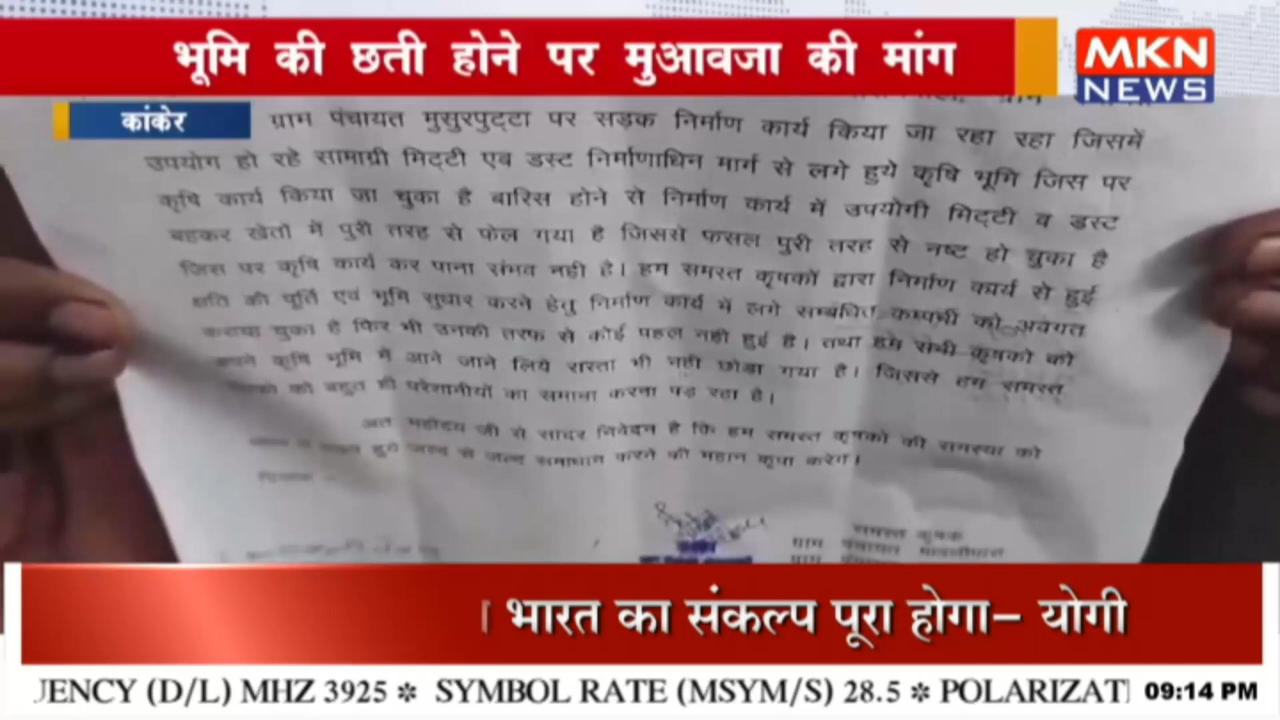 भूमि की छती होने पर मुआवजा की मांग
MKN
NEWS
कांकेर
ग्राम
ग्राम पंचायत मुसुरपुट्टा पर सड़क निर्माण कार्य किया जा रहा रहा जिसमें
उपयोग हो रहे सामाग्री मिट्टी एव डस्ट निर्माणाधिन मार्ग से लगे हुये कृषि भूमि जिस पर
कृषि कार्य किया जा चुका है बारिस होने से निर्माण कार्य में उपयोगी मिट्टी व डस्ट
बहकर खेतों में पुरी तरह से फेल गया है जिससे फसल पुरी तरह से नष्ट हो चुका है
जिस पर कृषि कार्य कर पाना संभव नही है। हम समस्त कृषकों द्वारा निर्माण कार्य से हुई
क्षति की पूर्ति एवं भूमि सुधार करने हेतु निर्माण कार्य में लगे सम्बंधित कम्पनी को अवगत
कराया चुका है फिर भी उनकी तरफ से कोई पहल नही हुई है। तथा हमे सभी कृषको को
अपने कृषि भूमि में आने जाने लिये रास्ता भी नही छोडा गया है। जिससे हम समस्त
को बहुत ही परेशानीयों का समाना करना पड़ रहा है।
अत महोदय जी से सादर निवेदन है कि हम समस्त कृषकों की समस्या को
हुये जल्द से जल्द समाधान करने की महान कृपा करेगें।
दिनांक
समस्त कृषक
ग्राम पंचायत
ग्राम
भारत का संकल्प पूरा होगा– योगी
JENCY (D/L) MHZ 3925 ✻ SYMBOL RATE (MSYM/S) 28.5 ✻ POLARIZAT
09:14 PM